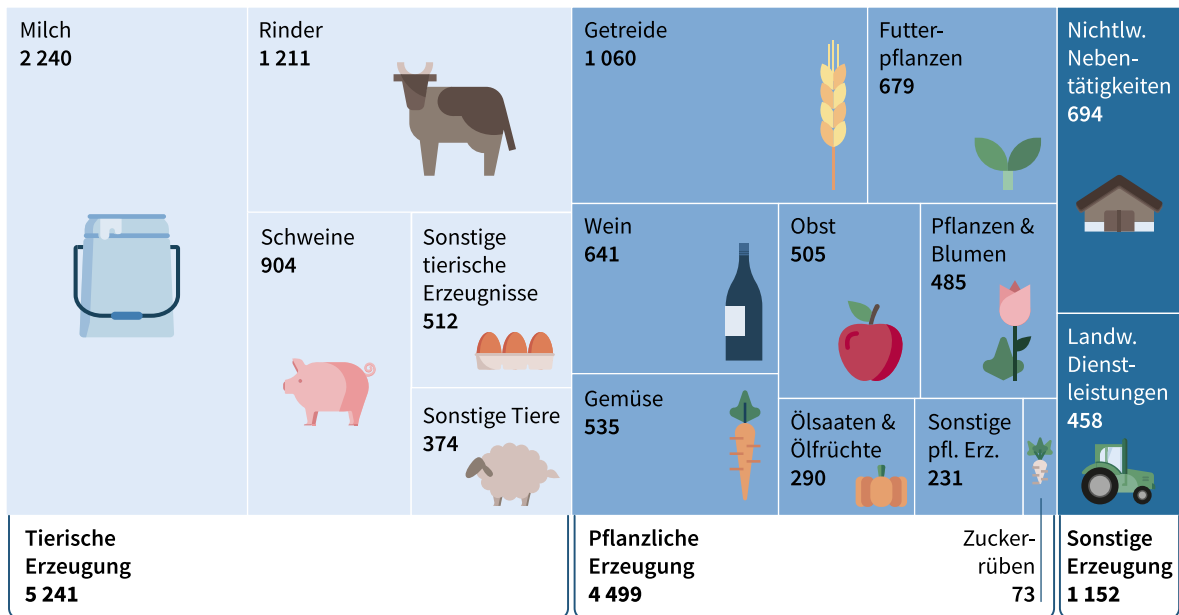 Milch
2 240
Rinder
1 211
Schweine
904
Sonstige
tierische
Erzeugnisse
512
Sonstige Tiere
374
Getreide
1 060
Futter-
pflanzen
679
Wein
641
Obst
505
Pflanzen &
Blumen
485
Gemüse
535
Ölsaaten &
Ölfrüchte
290
Sonstige
pfl. Erz.
231
Nichtlw.
Neben-
tätigkeiten
694
Landw.
Dienst-
leistungen
458
Tierische
Erzeugung
5 241
Pflanzliche
Erzeugung
4 499
Zucker-
rüben
73
Sonstige
Erzeugung
1 152